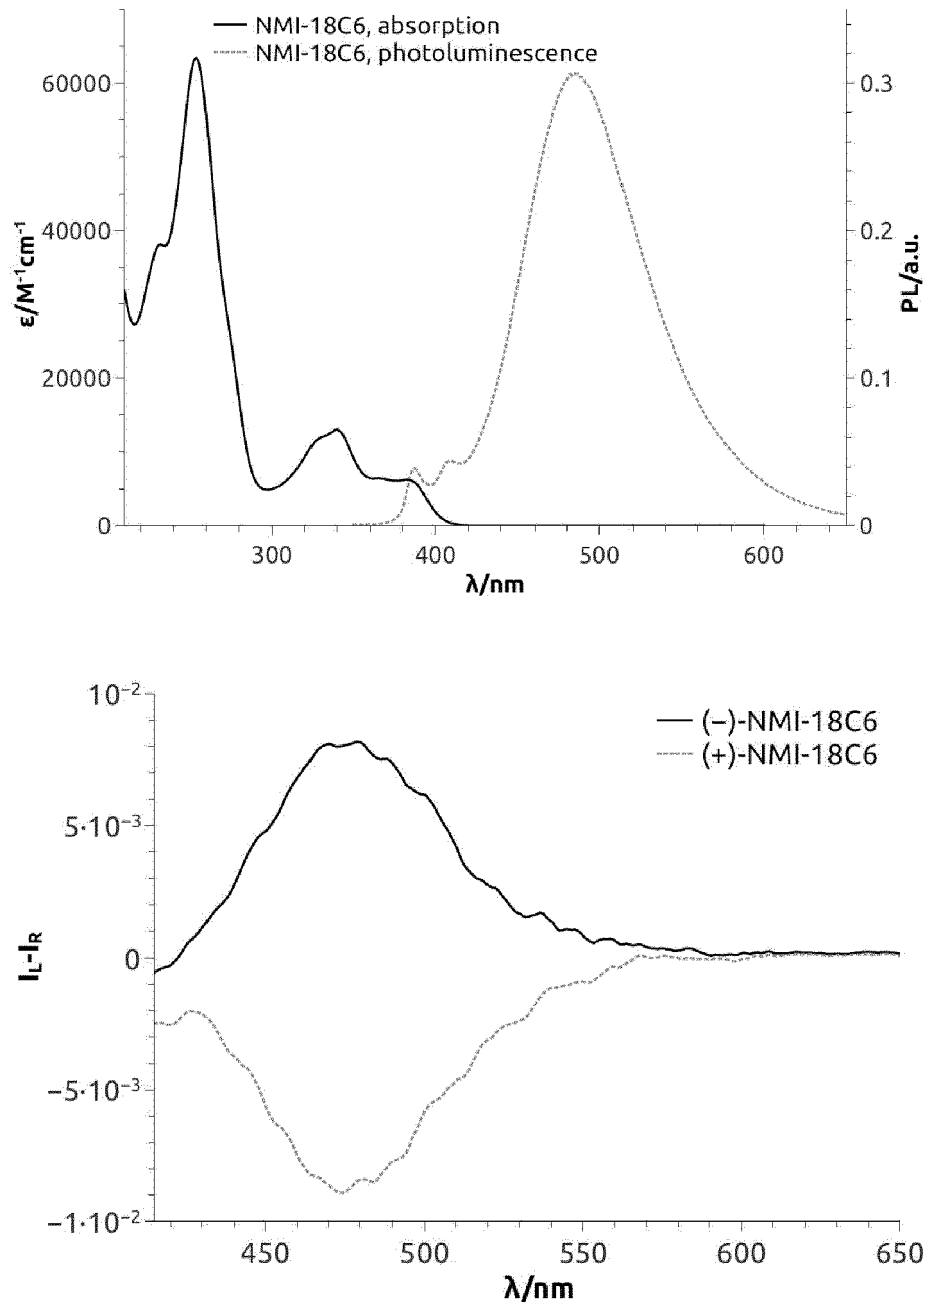 NMI-18C6, absorption
NMI-18C6, photoluminescence
60000
40000
20000
0
ε/M⁻¹cm⁻¹
0.3
0.2
0.1
0
PL/a.u.
300 400 500 600
λ/nm
(−)-NMI-18C6
(+)-NMI-18C6
10⁻²
5·10⁻³
0
−5·10⁻³
−1·10⁻²
I_L-I_R
450 500 550 600 650
λ/nm